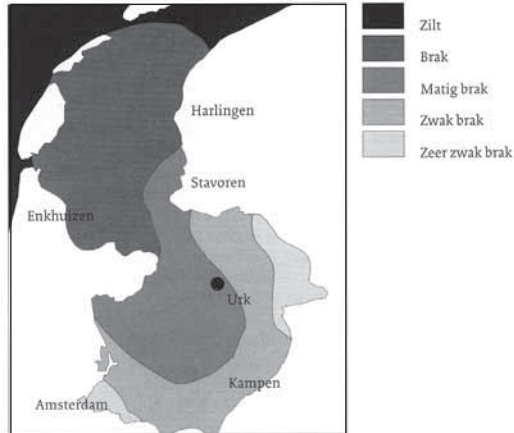 Zilt
Brak
Matig brak
Zwak brak
Zeer zwak brak
Harlingen
Stavoren
Enkhuizen
Urk
Kampen
Amsterdam